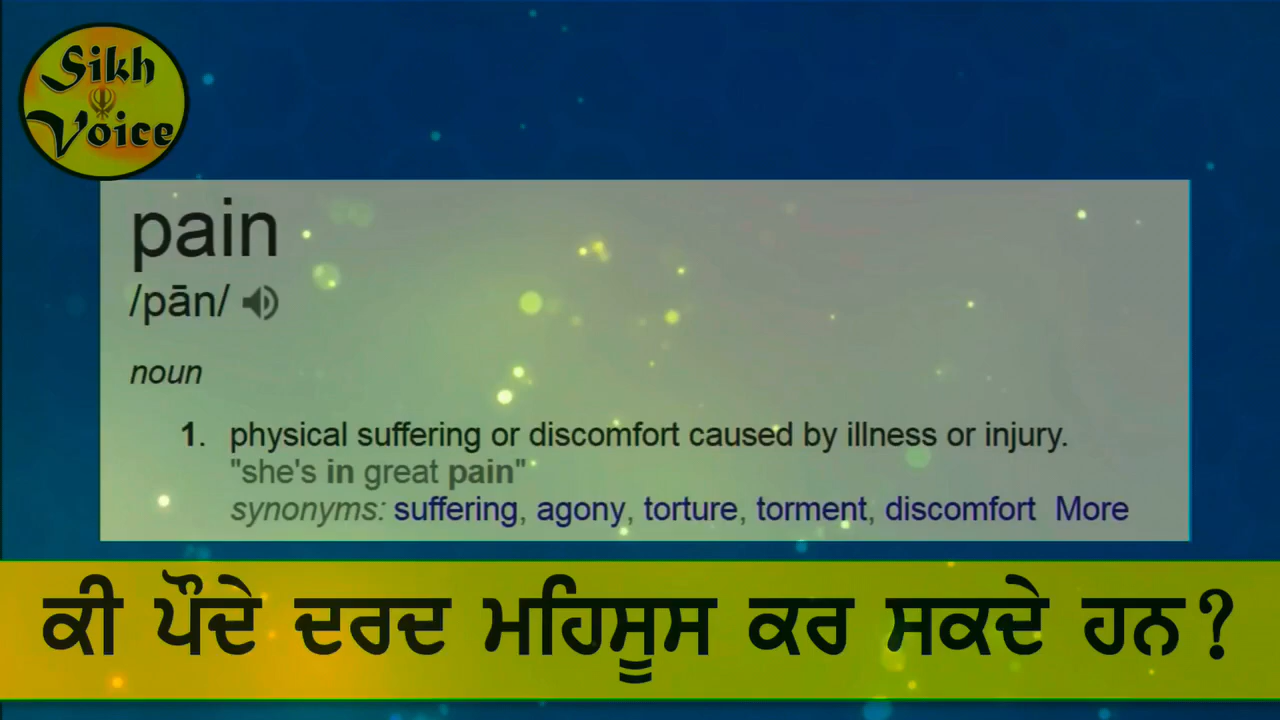 Sikh
Voice
pain
/pān/
noun
1. physical suffering or discomfort caused by illness or injury.
"she's in great pain"
synonyms: suffering, agony, torture, torment, discomfort More
ਕੀ ਪੌਦੇ ਦਰਦ ਮਹਿਸੂਸ ਕਰ ਸਕਦੇ ਹਨ?